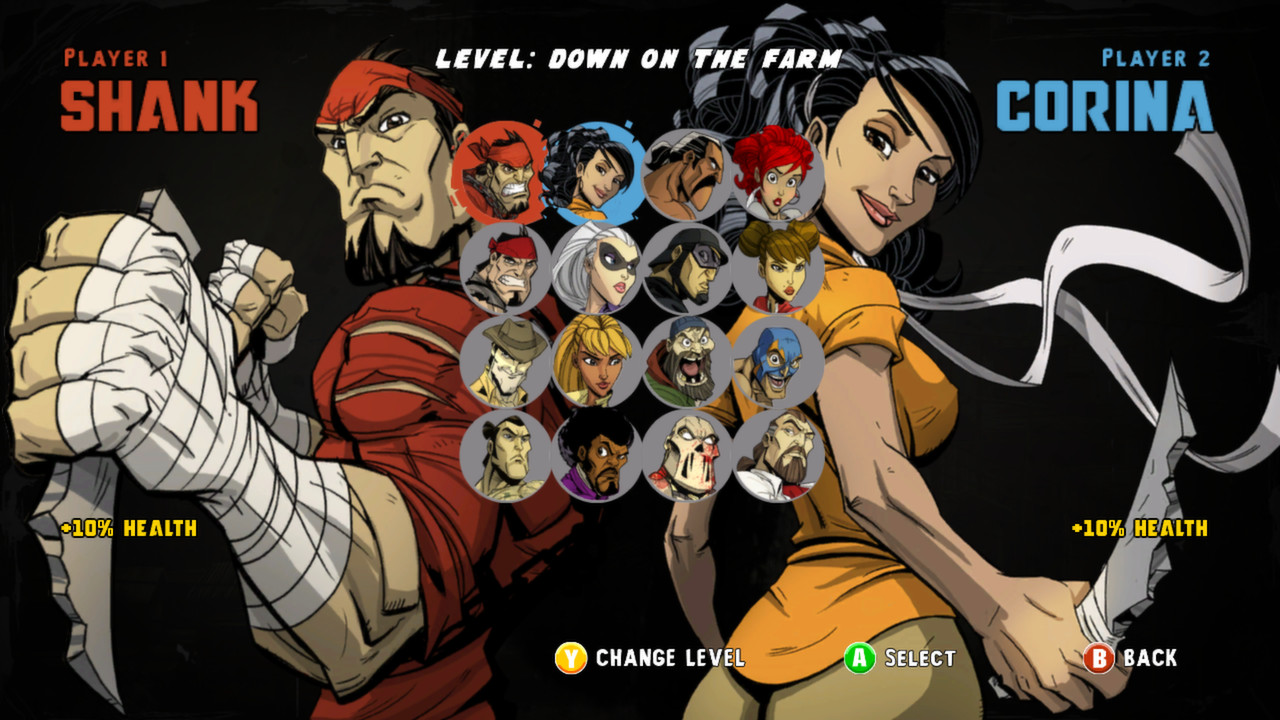 PLAYER 1
SHANK
LEVEL: DOWN ON THE FARM
PLAYER 2
CORINA
+10% HEALTH
+10% HEALTH
Y CHANGE LEVEL
A SELECT
B BACK